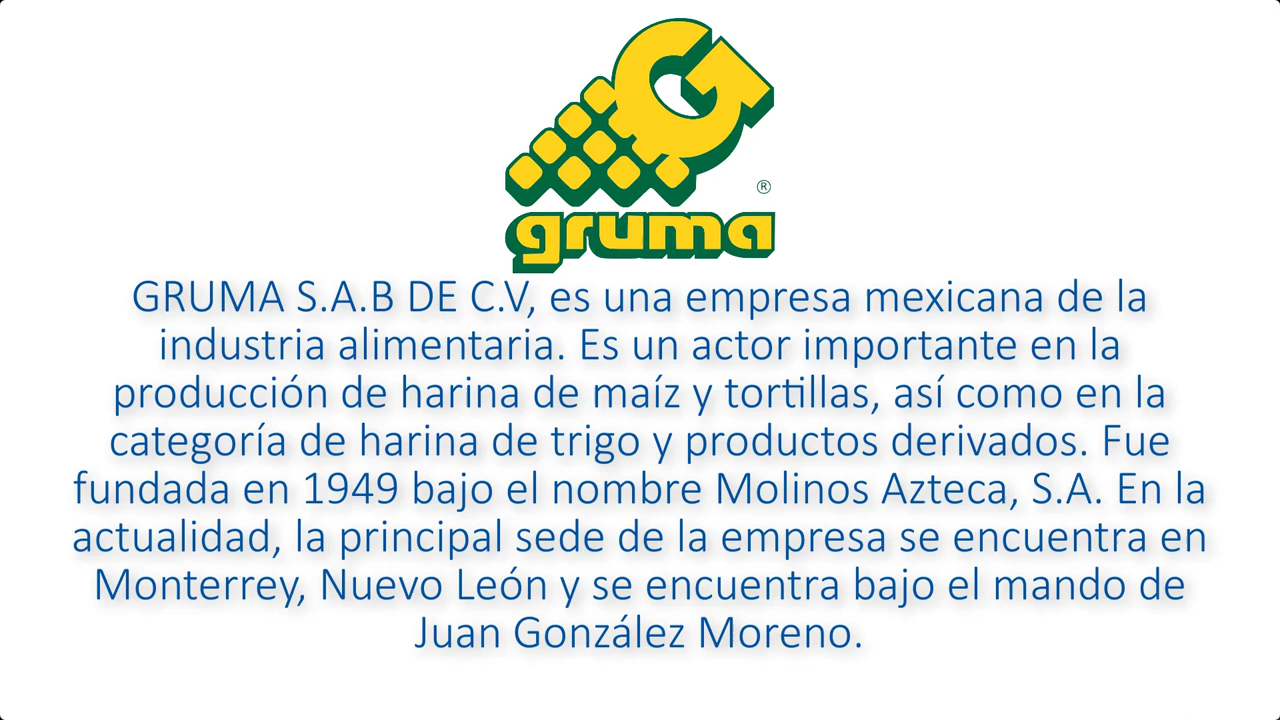 G
®
gruma
GRUMA S.A.B DE C.V, es una empresa mexicana de la
industria alimentaria. Es un actor importante en la
producción de harina de maíz y tortillas, así como en la
categoría de harina de trigo y productos derivados. Fue
fundada en 1949 bajo el nombre Molinos Azteca, S.A. En la
actualidad, la principal sede de la empresa se encuentra en
Monterrey, Nuevo León y se encuentra bajo el mando de
Juan González Moreno.